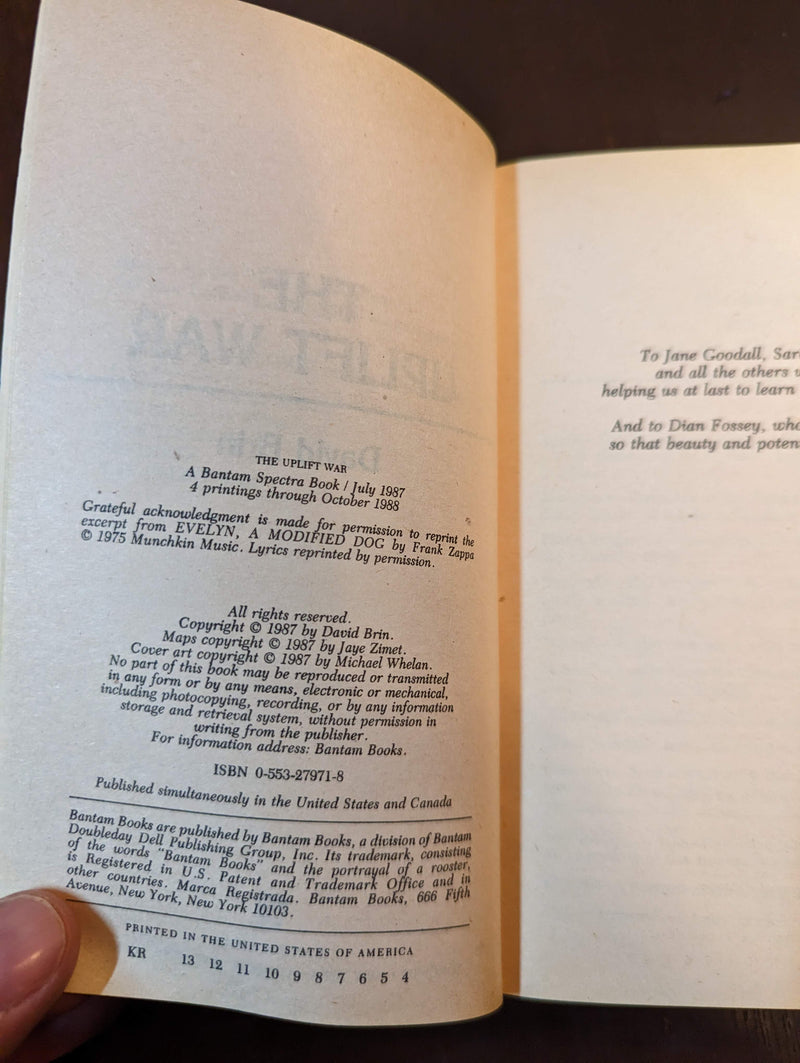 THE UPLIFT WAR
A Bantam Spectra Book / July 1987
4 printings through October 1988
Grateful acknowledgment is made for permission to reprint the
excerpt from EVELYN, A MODIFIED DOG by Frank Zappa
© 1975 Munchkin Music. Lyrics reprinted by permission.
All rights reserved.
Copyright © 1987 by David Brin.
Maps copyright © 1987 by Jaye Zimet.
Cover art copyright © 1987 by Michael Whelan.
No part of this book may be reproduced or transmitted
in any form or by any means, electronic or mechanical,
including photocopying, recording, or by any information
storage and retrieval system, without permission in
writing from the publisher.
For information address: Bantam Books.
ISBN 0-553-27971-8
Published simultaneously in the United States and Canada
Bantam Books are published by Bantam Books, a division of Bantam
Doubleday Dell Publishing Group, Inc. Its trademark, consisting
of the words "Bantam Books" and the portrayal of a rooster,
is Registered in U.S. Patent and Trademark Office and in
other countries. Marca Registrada. Bantam Books, 666 Fifth
Avenue, New York, New York 10103.
PRINTED IN THE UNITED STATES OF AMERICA
KR 13 12 11 10 9 8 7 6 5 4
To Jane Goodall,
and all the others
helping us at last to learn
And to Dian Fossey,
so that beauty and